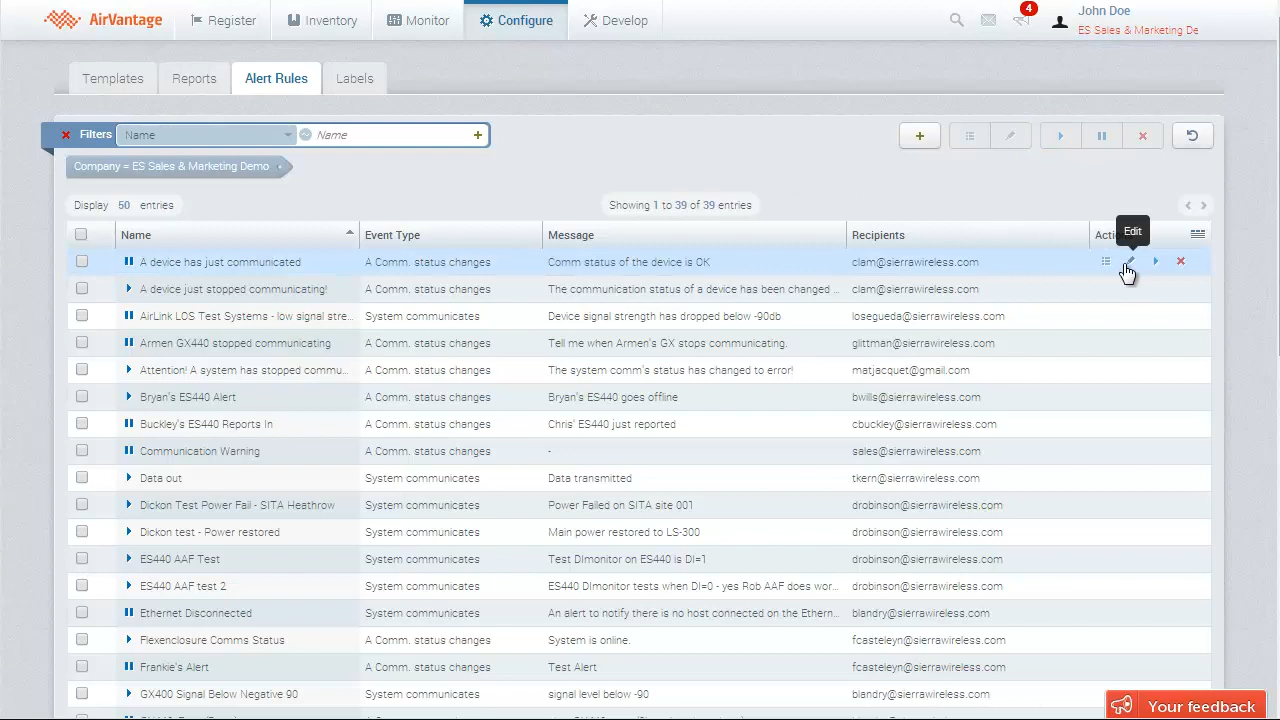 AirVantage Register Inventory Monitor Configure Develop 4 John Doe
ES Sales & Marketing De
Templates Reports Alert Rules Labels
Filters Name Name
Company = ES Sales & Marketing Demo
Display 50 entries Showing 1 to 39 of 39 entries
Edit
Name Event Type Message Recipients
A device has just communicated A Comm. status changes Comm status of the device is OK clam@sierrawireless.com
A device just stopped communicating! A Comm. status changes The communication status of a device has been changed ... clam@sierrawireless.com
AirLink LOS Test Systems - low signal stre... System communicates Device signal strength has dropped below -90db losegueda@sierrawireless.com
Armen GX440 stopped communicating A Comm. status changes Tell me when Armen's GX stops communicating. glittman@sierrawireless.com
Attention! A system has stopped commu... A Comm. status changes The system comm's status has changed to error! matjacquet@gmail.com
Bryan's ES440 Alert A Comm. status changes Bryan's ES440 goes offline bwills@sierrawireless.com
Buckley's ES440 Reports In A Comm. status changes Chris' ES440 just reported cbuckley@sierrawireless.com
Communication Warning A Comm. status changes - sales@sierrawireless.com
Data out System communicates Data transmitted tkern@sierrawireless.com
Dickon Test Power Fail - SITA Heathrow System communicates Power Failed on SITA site 001 drobinson@sierrawireless.com
Dickon test - Power restored System communicates Main power restored to LS-300 drobinson@sierrawireless.com
ES440 AAF Test System communicates Test DImonitor on ES440 is DI=1 drobinson@sierrawireless.com
ES440 AAF test 2 System communicates ES440 DImonitor tests when DI=0 - yes Rob AAF does wor... drobinson@sierrawireless.com
Ethernet Disconnected System communicates An alert to notify there is no host connected on the Ethern... blandry@sierrawireless.com
Flexenclosure Comms Status A Comm. status changes System is online. fcasteleyn@sierrawireless.com
Frankie's Alert A Comm. status changes Test Alert fcasteleyn@sierrawireless.com
GX400 Signal Below Negative 90 System communicates signal level below -90 blandry@sierrawireless.com
Your feedback